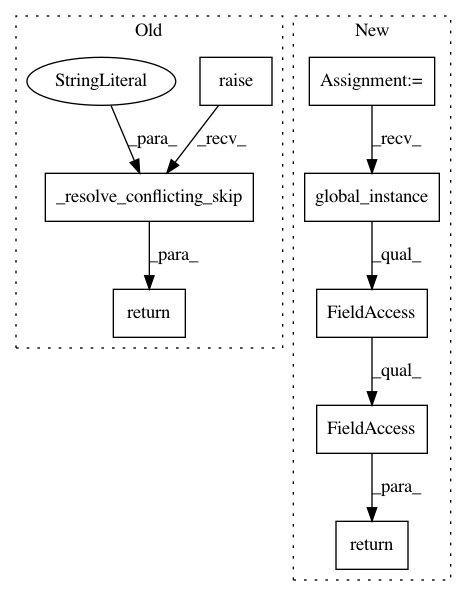 Old
New
StringLiteral
raise
Assignment:=
_para_
_recv_
_recv_
_resolve_conflicting_skip
global_instance
_para_
_qual_
return
FieldAccess
_qual_
FieldAccess
_para_
return